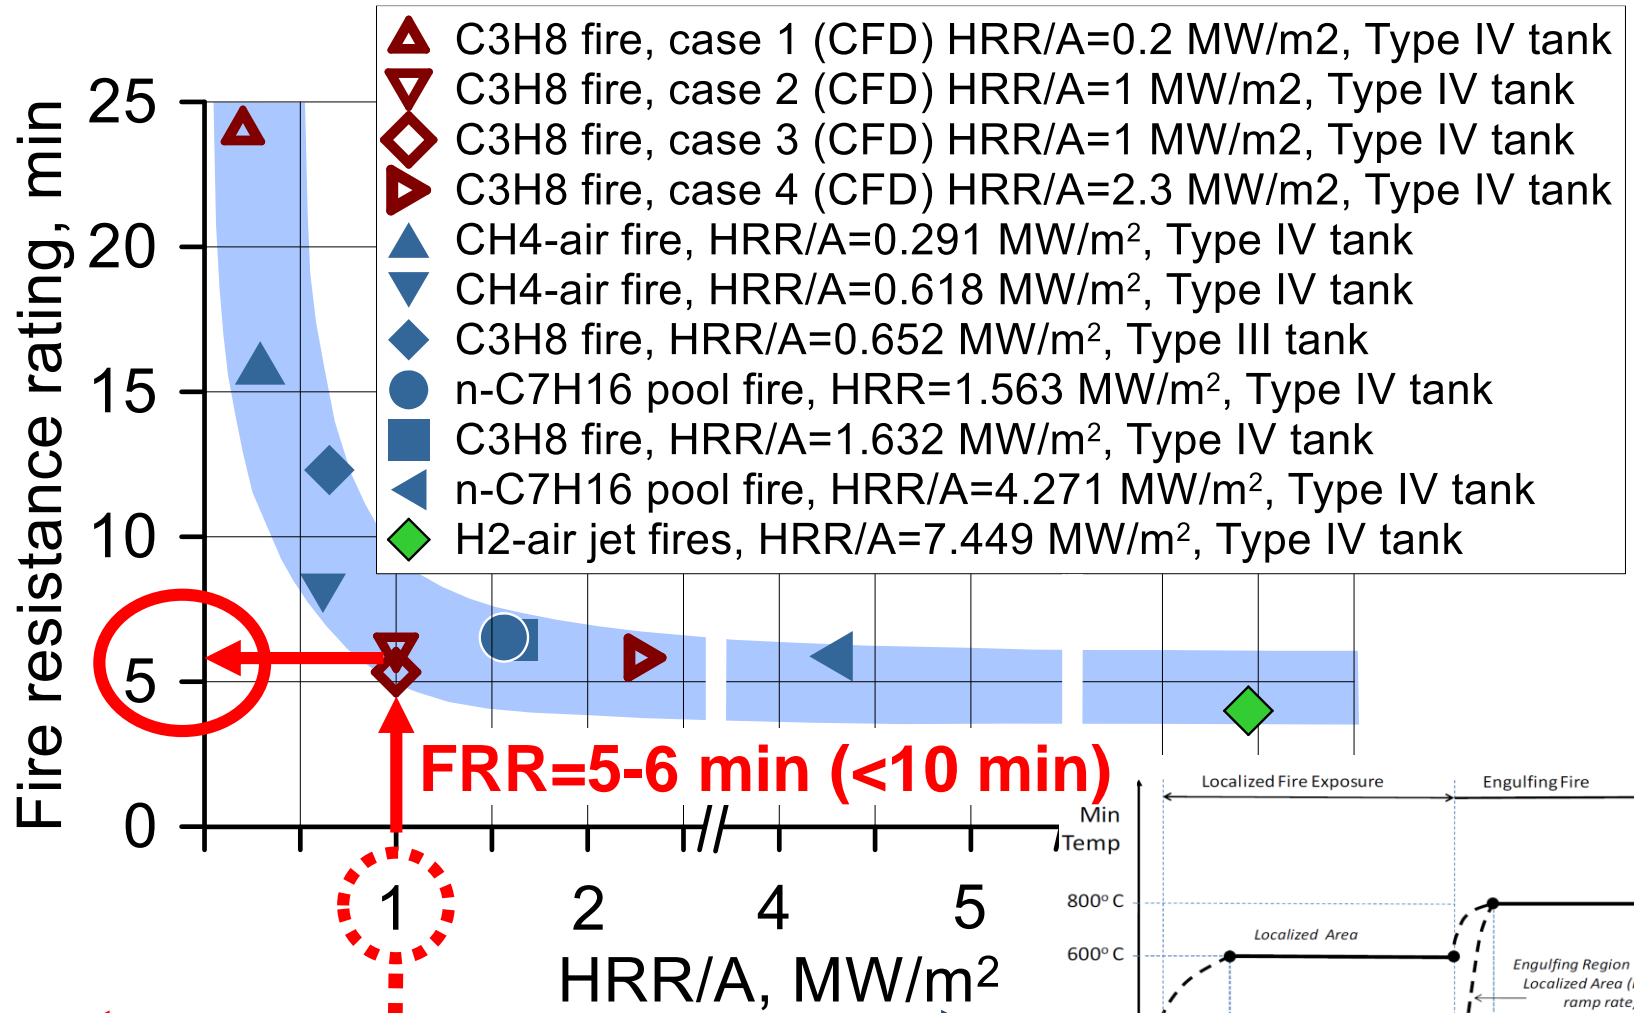 C3H8 fire, case 1 (CFD) HRR/A=0.2 MW/m2, Type IV tank
C3H8 fire, case 2 (CFD) HRR/A=1 MW/m2, Type IV tank
C3H8 fire, case 3 (CFD) HRR/A=1 MW/m2, Type IV tank
C3H8 fire, case 4 (CFD) HRR/A=2.3 MW/m2, Type IV tank
CH4-air fire, HRR/A=0.291 MW/m², Type IV tank
CH4-air fire, HRR/A=0.618 MW/m², Type IV tank
C3H8 fire, HRR/A=0.652 MW/m², Type III tank
n-C7H16 pool fire, HRR=1.563 MW/m², Type IV tank
C3H8 fire, HRR/A=1.632 MW/m², Type IV tank
n-C7H16 pool fire, HRR/A=4.271 MW/m², Type IV tank
H2-air jet fires, HRR/A=7.449 MW/m², Type IV tank
Fire resistance rating, min
25
20
15
10
5
0
FRR=5-6 min (<10 min)
1
2
4
5
HRR/A, MW/m²
Localized Fire Exposure
Engulfing Fire
Min
Temp
800° C
600° C
Localized Area
Engulfing Region
Localized Area (
ramp rate